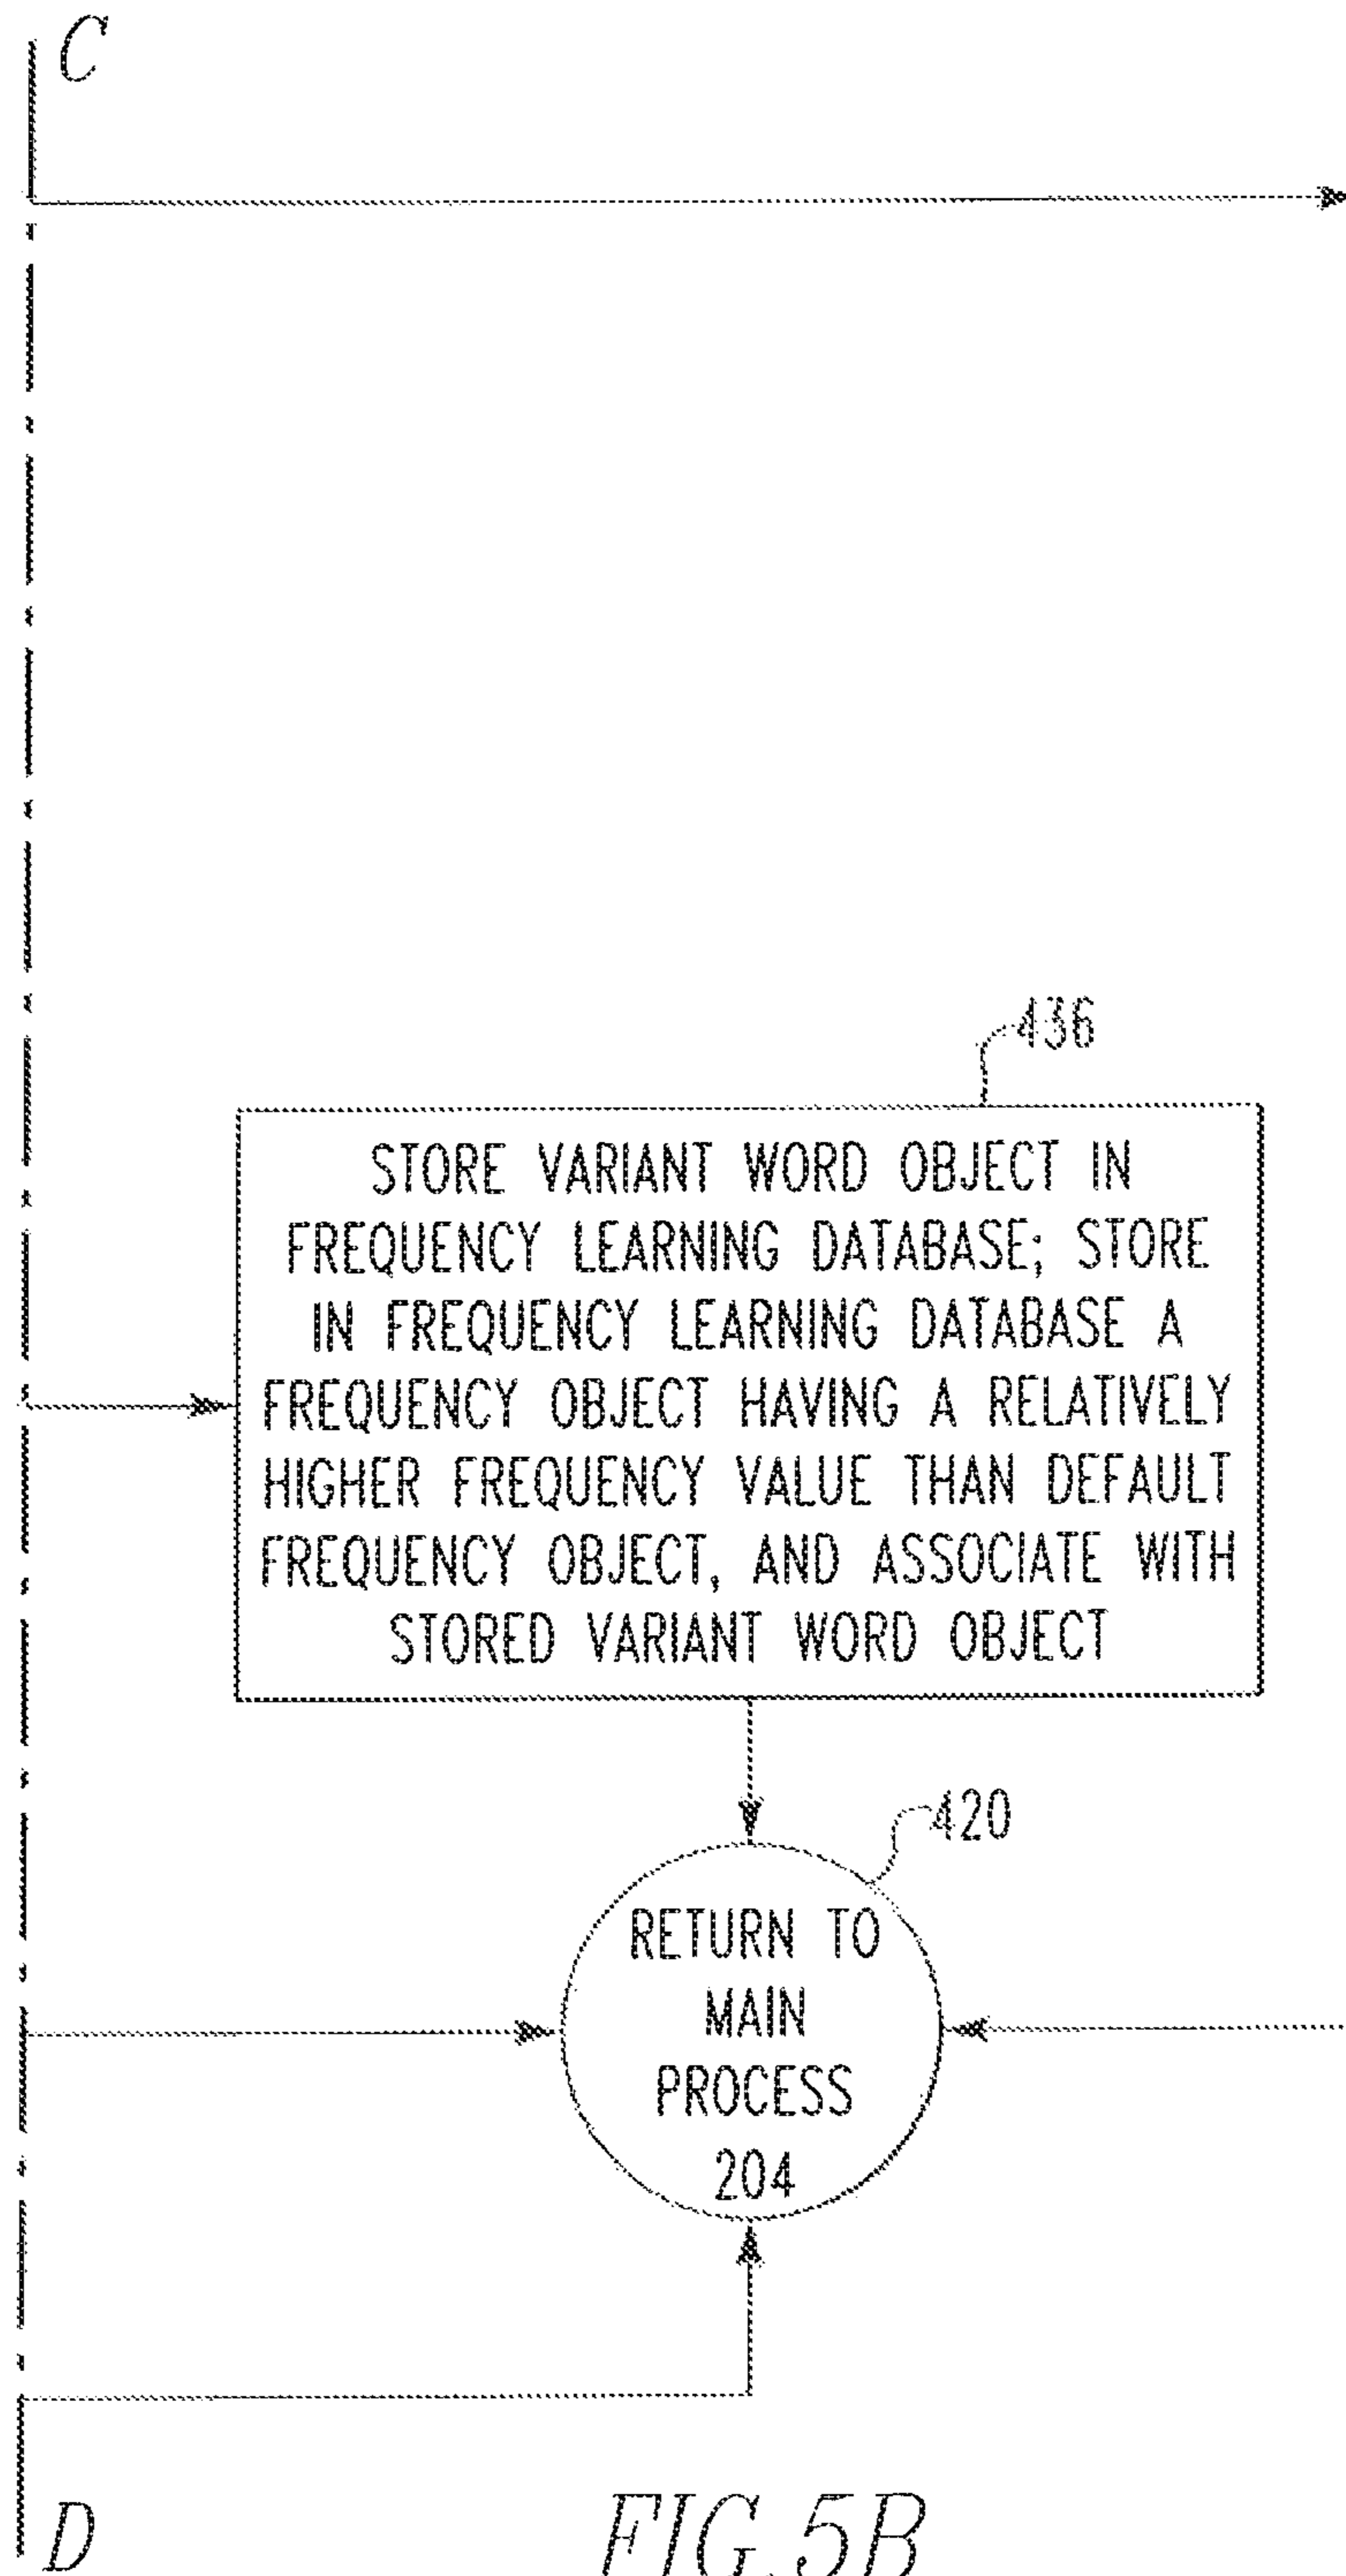 C
436
STORE VARIANT WORD OBJECT IN
FREQUENCY LEARNING DATABASE; STORE
IN FREQUENCY LEARNING DATABASE A
FREQUENCY OBJECT HAVING A RELATIVELY
HIGHER FREQUENCY VALUE THAN DEFAULT
FREQUENCY OBJECT, AND ASSOCIATE WITH
STORED VARIANT WORD OBJECT
420
RETURN TO
MAIN
PROCESS
204
D
FIG.5B